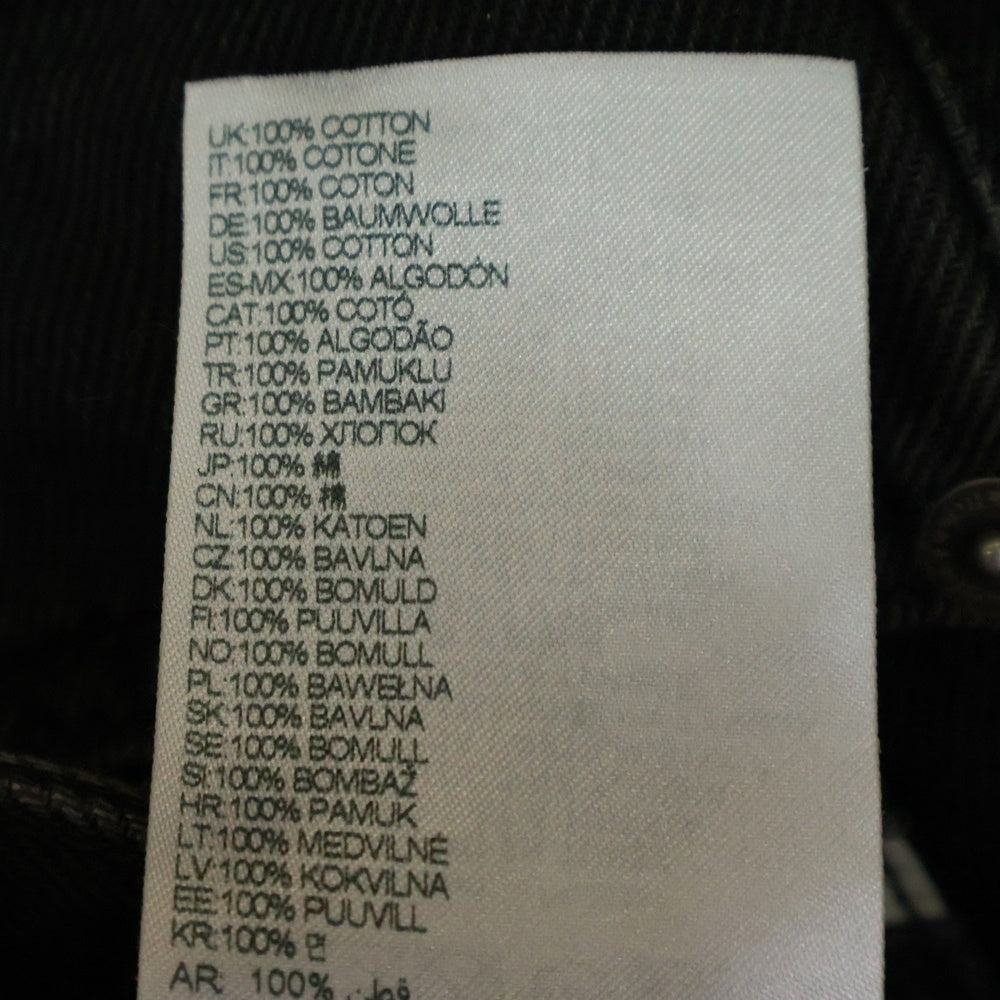 UK:100% COTTON
IT:100% COTONE
FR:100% COTON
DE:100% BAUMWOLLE
US:100% COTTON
ES-MX:100% ALGODÓN
CAT:100% COTÓ
PT:100% ALGODÃO
TR:100% PAMUKLU
GR:100% BAMBAKI
RU:100% ХЛОПОК
JP:100% 綿
CN:100% 棉
NL:100% KATOEN
CZ:100% BAVLNA
DK:100% BOMULD
FI:100% PUUVILLA
NO:100% BOMULL
PL:100% BAWEŁNA
SK:100% BAVLNA
SE:100% BOMULL
SI:100% BOMBAŽ
HR:100% PAMUK
LT:100% MEDVILNĖ
LV:100% KOKVILNA
EE:100% PUUVILL
KR:100% 면
AR: 100%